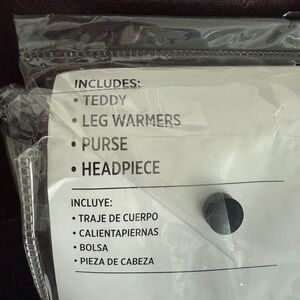 INCLUDES:
• TEDDY
• LEG WARMERS
• PURSE
• HEADPIECE
INCLUYE:
• TRAJE DE CUERPO
• CALIENTAPIERNAS
• BOLSA
• PIEZA DE CABEZA